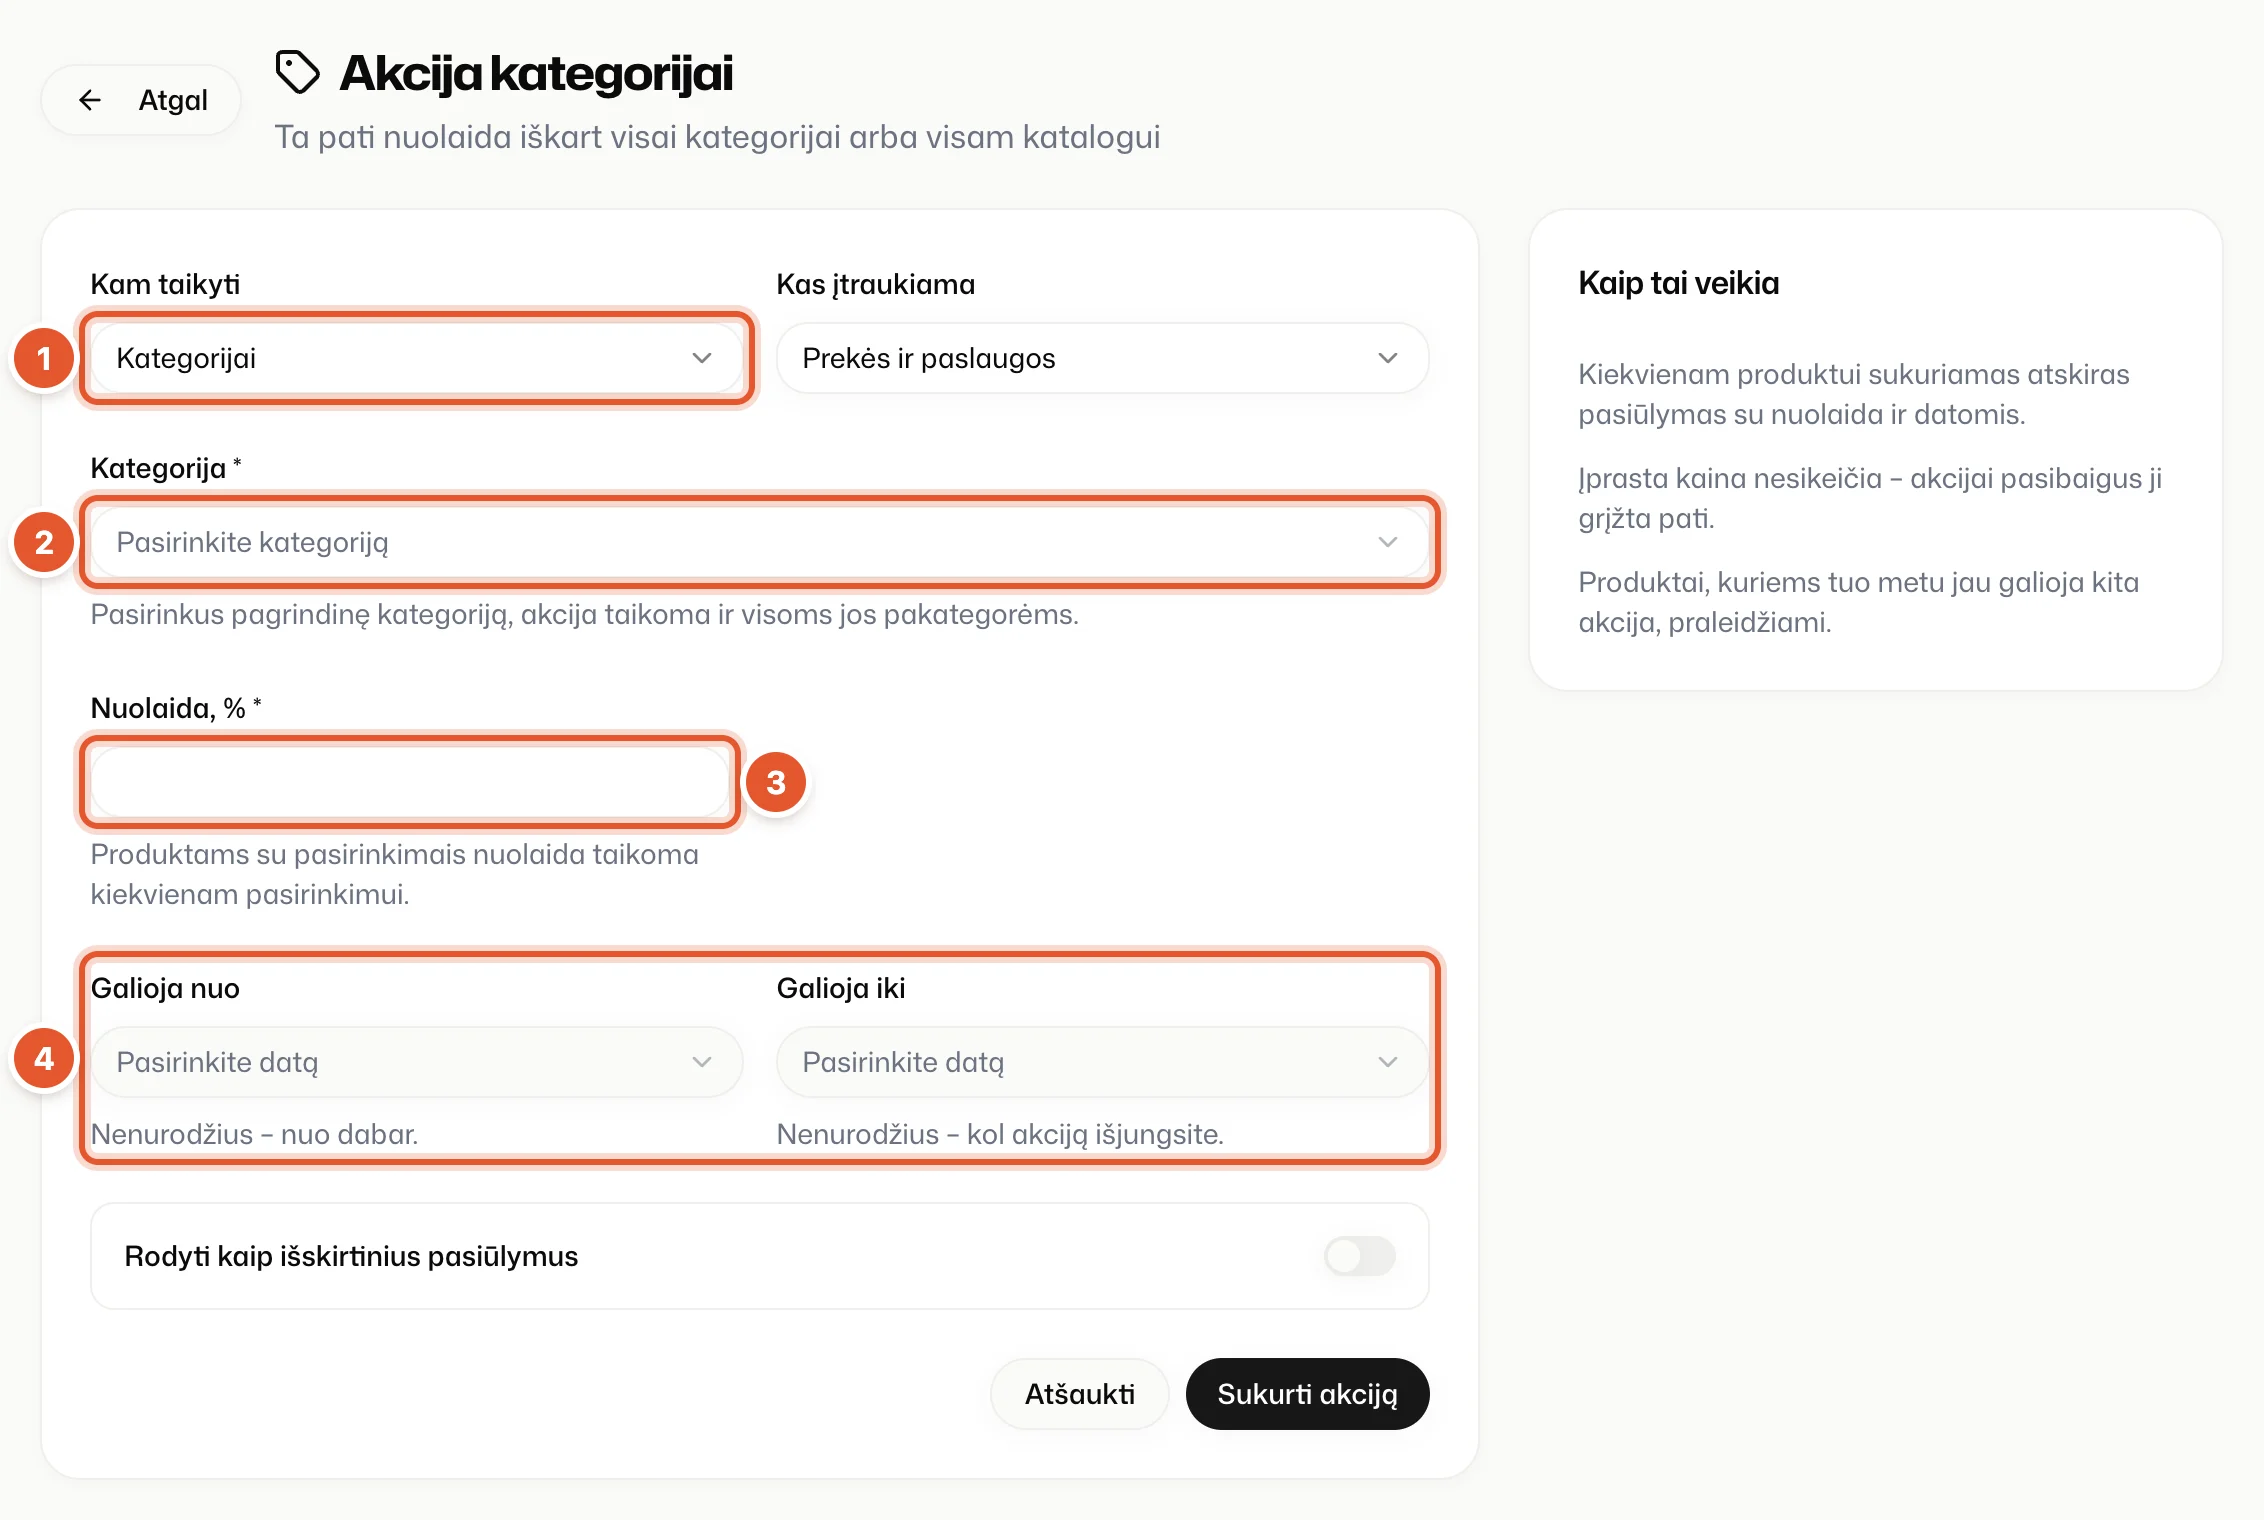 Atgal
Akcija kategorijai
Ta pati nuolaida iškart visai kategorijai arba visam katalogui
Kam taikyti
Kas įtraukiama
1
Kategorijai
Prekės ir paslaugos
Kategorija *
2
Pasirinkite kategoriją
Pasirinkus pagrindinę kategoriją, akcija taikoma ir visoms jos pakategorėms.
Nuolaida, % *
3
Produktams su pasirinkimais nuolaida taikoma
kiekvienam pasirinkimui.
Galioja nuo
Galioja iki
4
Pasirinkite datą
Pasirinkite datą
Nenurodžius – nuo dabar.
Nenurodžius – kol akciją išjungsite.
Rodyti kaip išskirtinius pasiūlymus
Atšaukti
Sukurti akciją
Kaip tai veikia
Kiekvienam produktui sukuriamas atskiras
pasiūlymas su nuolaida ir datomis.
Įprasta kaina nesikeičia – akcijai pasibaigus ji
grįžta pati.
Produktai, kuriems tuo metu jau galioja kita
akcija, praleidžiami.